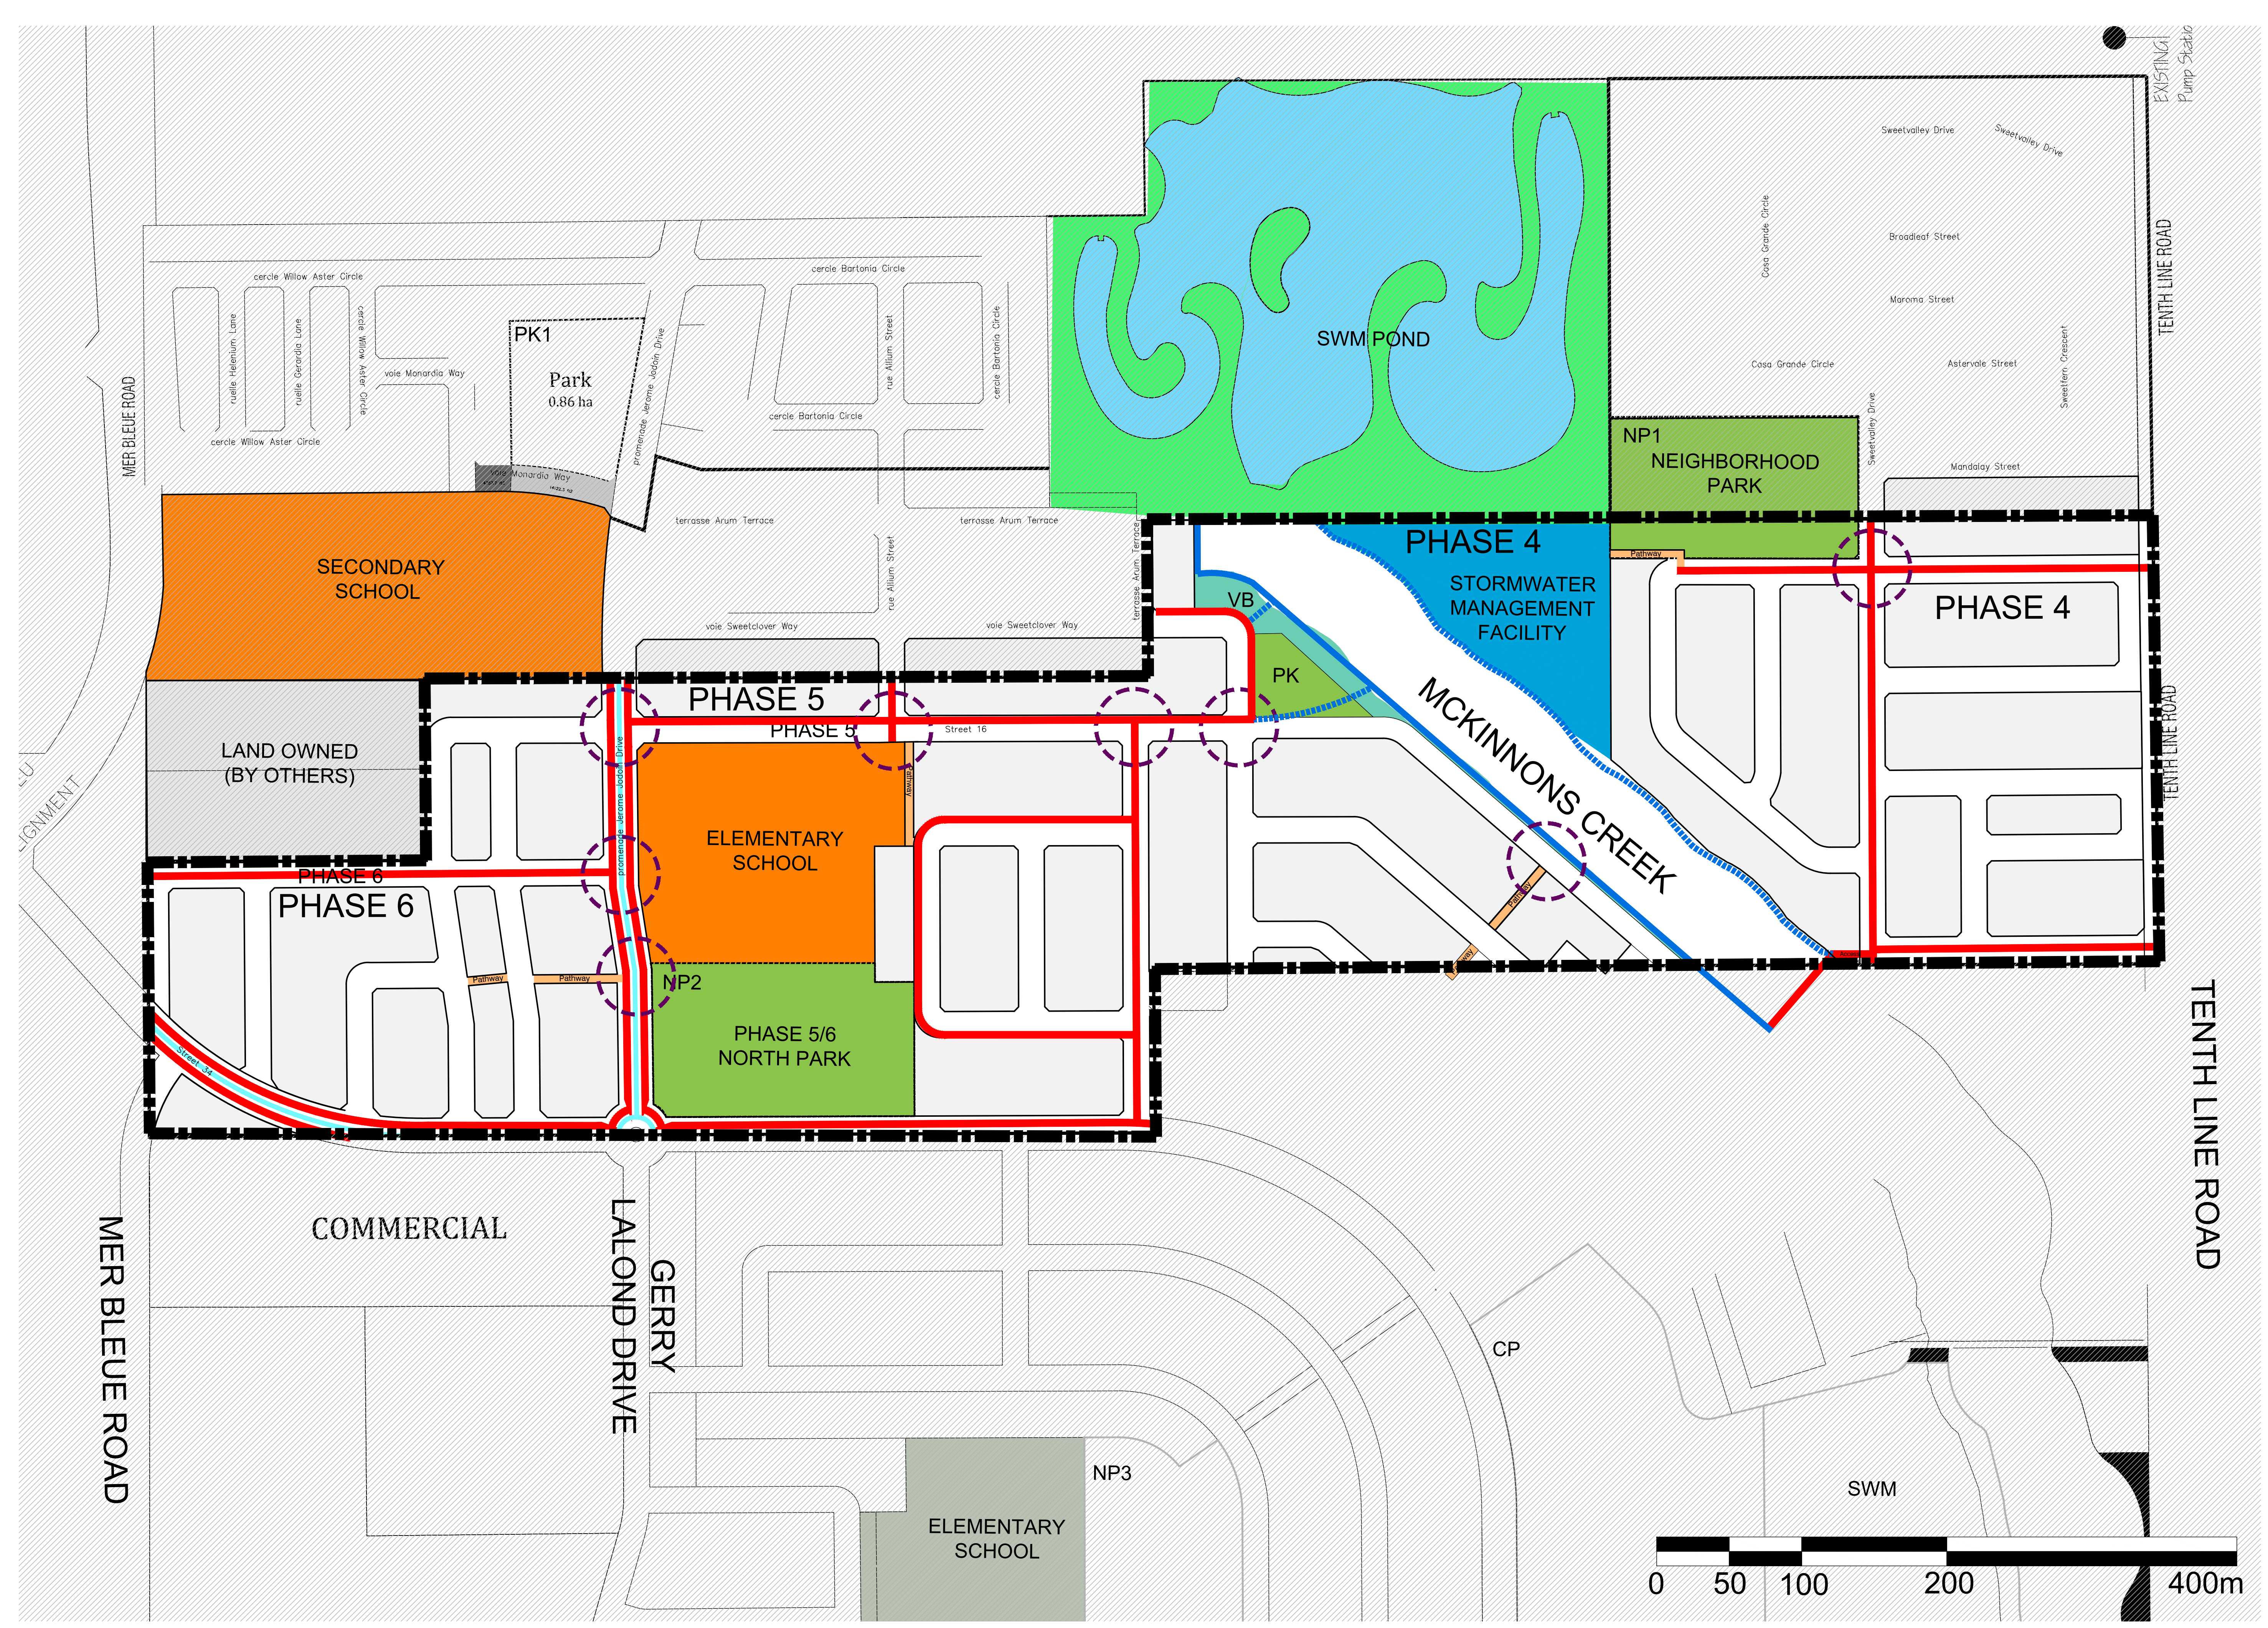 EXISTING
Pump Static
Sweetvalley Drive
Sweetvalley Drive
Casa Grande Circle
Broadleaf Street
TENTH LINE ROAD
Maroma Street
cercle Willow Aster Circle
cercle Bartonia Circle
ruelle Helenium Lane
ruelle Gerardia Lane
cercle Willow Aster Circle
PK1
Park
0.86 ha
promenade Jerome Jodoin Drive
rue Allium Street
cercle Bartonia Circle
SWM POND
Casa Grande Circle
Astervale Street
Sweetfern Crescent
voie Monardia Way
MER BLEUE ROAD
cercle Bartonia Circle
cercle Willow Aster Circle
Sweetvalley Drive
NP1
NEIGHBORHOOD
PARK
Mandalay Street
voie Monardia Way
terrasse Arum Terrace
terrasse Arum Terrace
terrasse Arum Terrace
rue Allium Street
SECONDARY
SCHOOL
PHASE 4
Pathway
STORMWATER
MANAGEMENT
FACILITY
VB
PHASE 4
voie Sweetclover Way
voie Sweetclover Way
PK
PHASE 5
PHASE 5
Street 16
MCKINNONS CREEK
TENTH LINE ROAD
LAND OWNED
(BY OTHERS)
promenade Jerome Jodoin Drive
Pathway
ELEMENTARY
SCHOOL
LIGNMENT
PHASE 6
PHASE 6
Pathway
Pathway
Pathway
Pathway
Access
NP2
PHASE 5/6
NORTH PARK
Street 34
TENTH LINE ROAD
MER BLEUE ROAD
COMMERCIAL
GERRY
LALOND DRIVE
CP
NP3
SWM
ELEMENTARY
SCHOOL
0 50 100 200 400m